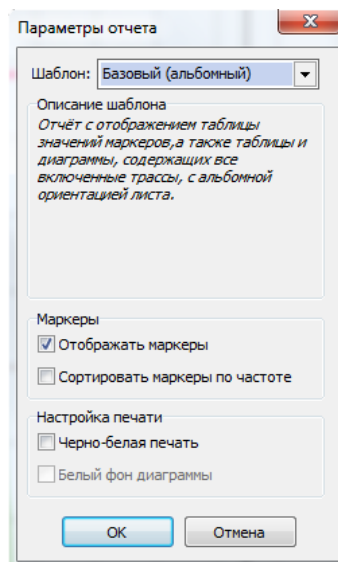 Параметры отчета
Шаблон: Базовый (альбомный)
Описание шаблона
Отчёт с отображением таблицы
значений маркеров,а также таблицы и
диаграммы, содержащих все
включенные трассы, с альбомной
ориентацией листа.
Маркеры
Отображать маркеры
Сортировать маркеры по частоте
Настройка печати
Черно-белая печать
Белый фон диаграммы
ОК Отмена